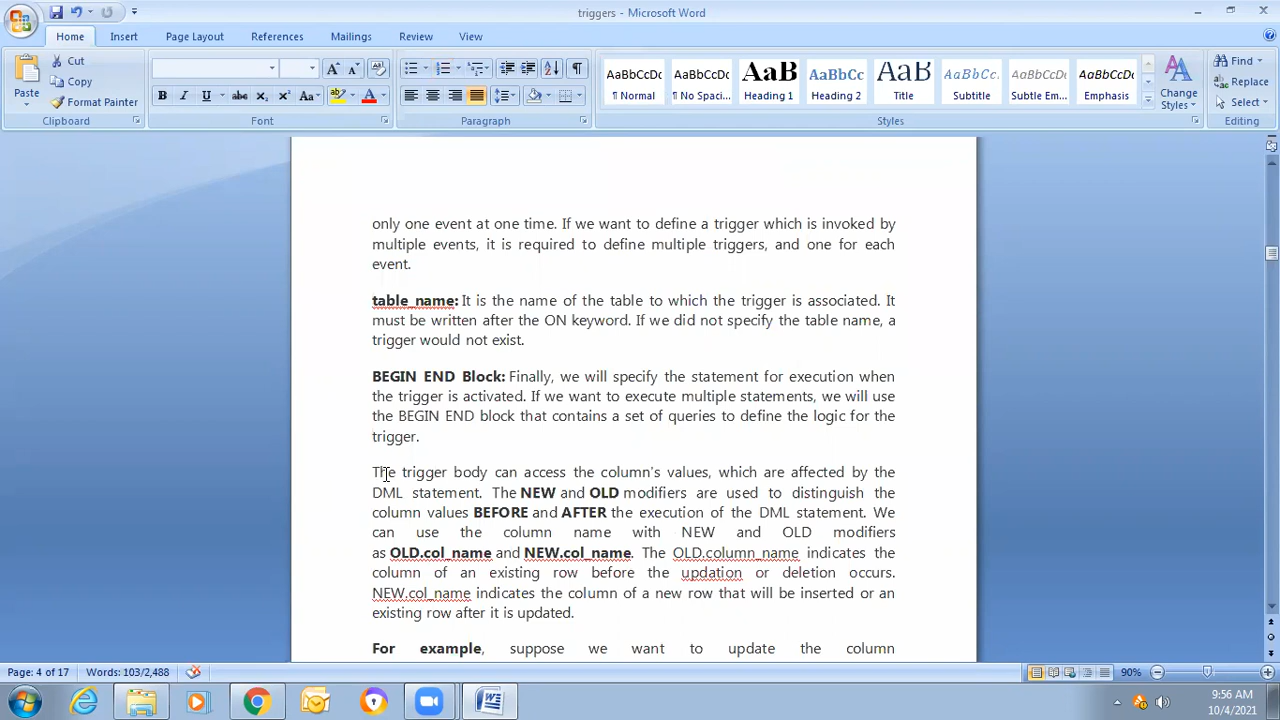 triggers - Microsoft Word
Home Insert Page Layout References Mailings Review View
Paste
Cut
Copy
Format Painter
Clipboard
Font
Paragraph
AaBbCcDc AaBbCcDc AaB AaBbCc AaB AaBbCc. AaBbCcDc AaBbCcDc
¶ Normal ¶ No Spaci... Heading 1 Heading 2 Title Subtitle Subtle Em... Emphasis
Styles
Change Styles
Find
Replace
Select
Editing
only one event at one time. If we want to define a trigger which is invoked by
multiple events, it is required to define multiple triggers, and one for each
event.
table_name: It is the name of the table to which the trigger is associated. It
must be written after the ON keyword. If we did not specify the table name, a
trigger would not exist.
BEGIN END Block: Finally, we will specify the statement for execution when
the trigger is activated. If we want to execute multiple statements, we will use
the BEGIN END block that contains a set of queries to define the logic for the
trigger.
The trigger body can access the column's values, which are affected by the
DML statement. The NEW and OLD modifiers are used to distinguish the
column values BEFORE and AFTER the execution of the DML statement. We
can use the column name with NEW and OLD modifiers
as OLD.col_name and NEW.col_name. The OLD.column_name indicates the
column of an existing row before the updation or deletion occurs.
NEW.col_name indicates the column of a new row that will be inserted or an
existing row after it is updated.
For example, suppose we want to update the column
Page: 4 of 17 Words: 103/2,488 90%
9:56 AM
10/4/2021